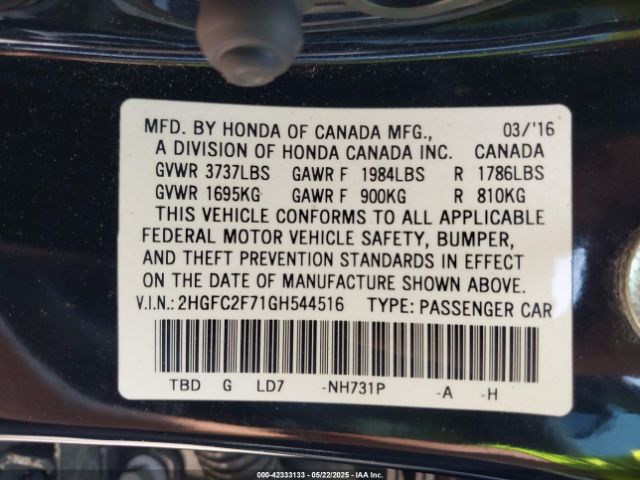 MFD. BY HONDA OF CANADA MFG., 03/'16
A DIVISION OF HONDA CANADA INC. CANADA
GVWR 3737LBS GAWR F 1984LBS R 1786LBS
GVWR 1695KG GAWR F 900KG R 810KG
THIS VEHICLE CONFORMS TO ALL APPLICABLE
FEDERAL MOTOR VEHICLE SAFETY, BUMPER,
AND THEFT PREVENTION STANDARDS IN EFFECT
ON THE DATE OF MANUFACTURE SHOWN ABOVE.
V.I.N.: 2HGFC2F71GH544516 TYPE: PASSENGER CAR
TBD G LD7 -NH731P -A -H
000-42333133 - 05/22/2025 - IAA Inc.